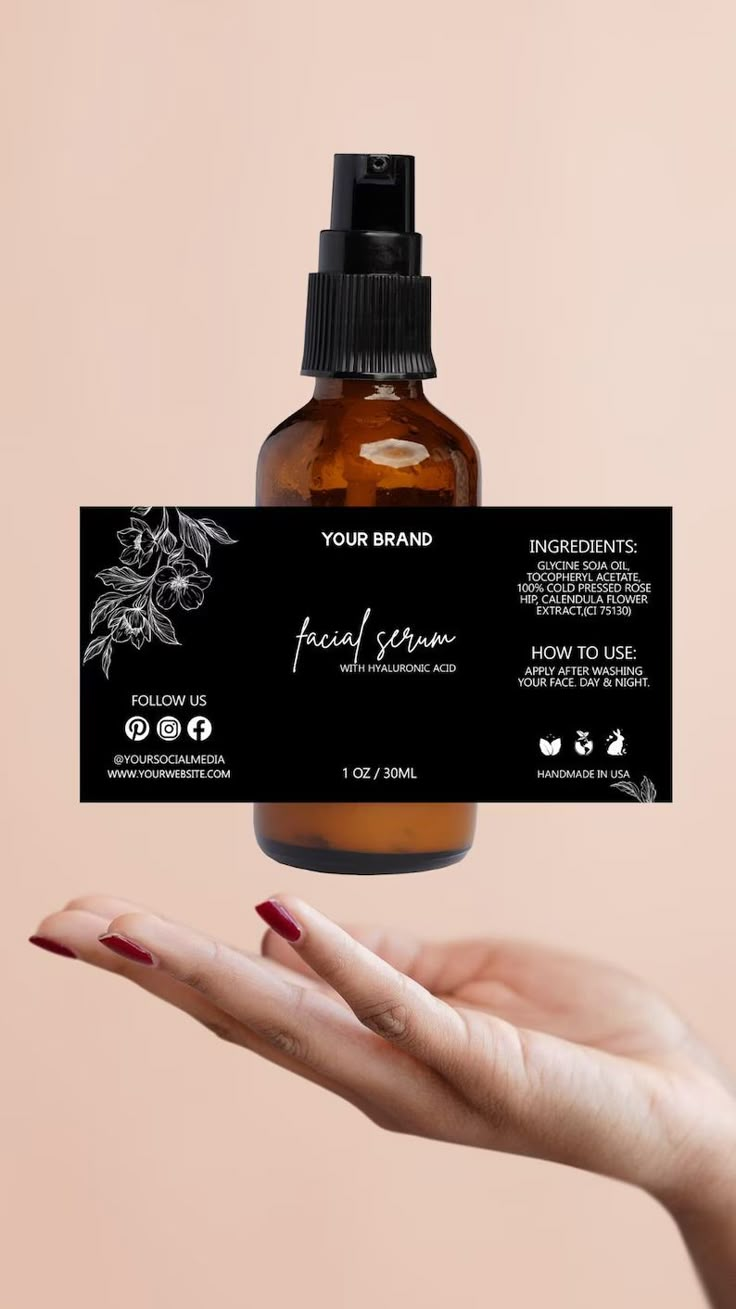 YOUR BRAND
facial serum
WITH HYALURONIC ACID
1 OZ / 30ML
FOLLOW US
@YOURSOCIALMEDIA
WWW.YOURWEBSITE.COM
INGREDIENTS:
GLYCINE SOJA OIL,
TOCOPHERYL ACETATE,
100% COLD PRESSED ROSE
HIP, CALENDULA FLOWER
EXTRACT,(CI 75130)
HOW TO USE:
APPLY AFTER WASHING
YOUR FACE. DAY & NIGHT.
HANDMADE IN USA